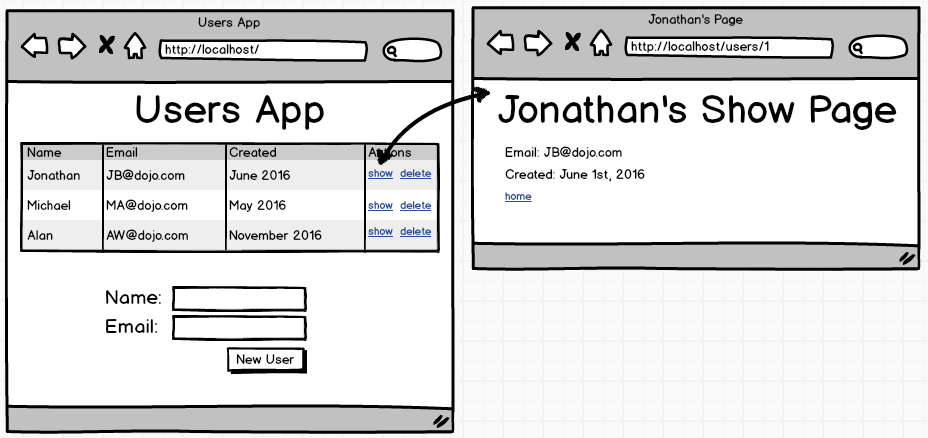 Users App
http://localhost/
Users App
Name Email Created Actions
Jonathan JB@dojo.com June 2016 show delete
Michael MA@dojo.com May 2016 show delete
Alan AW@dojo.com November 2016 show delete
Name:
Email:
New User
Jonathan's Page
http://localhost/users/1
Jonathan's Show Page
Email: JB@dojo.com
Created: June 1st, 2016
home